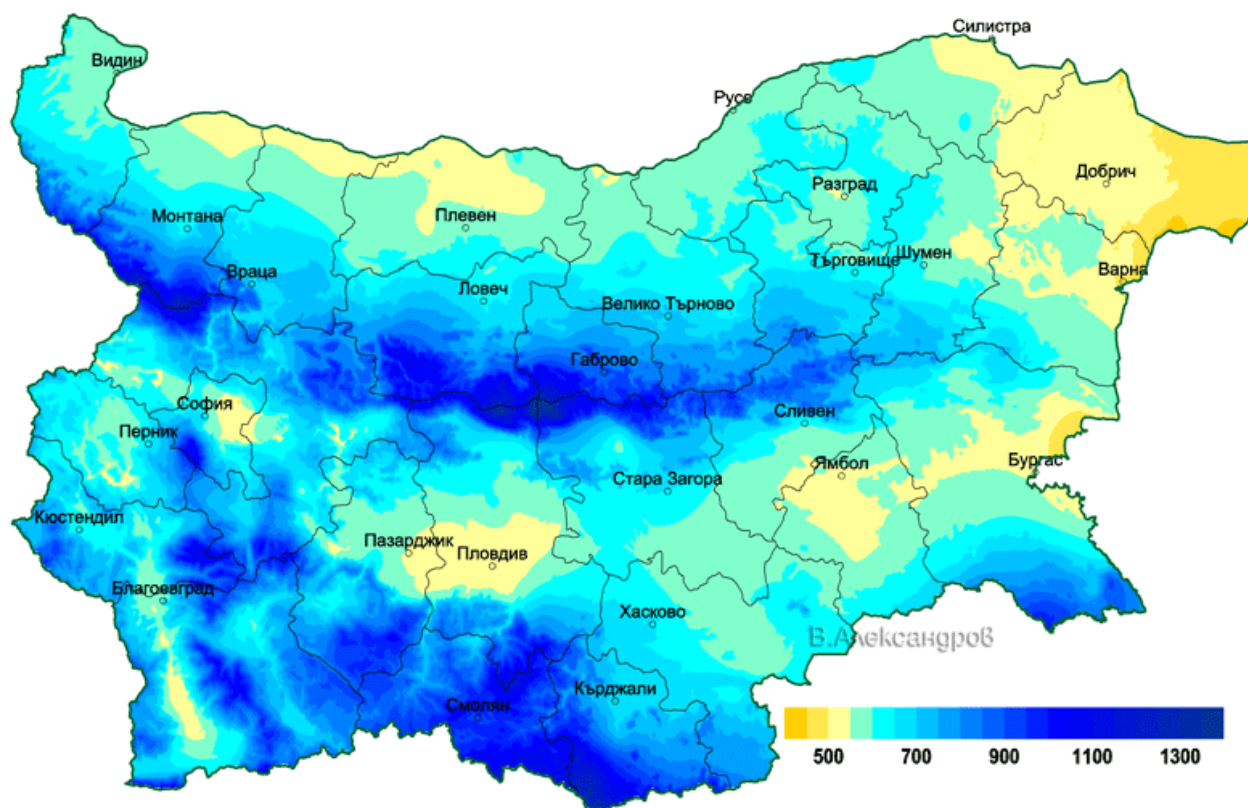 Силистра
Видин
Русе
Добрич
Разград
Монтана
Плевен
Шумен
Търговище
Варна
Враца
Ловеч
Велико Търново
Габрово
София
Сливен
Перник
Ямбол
Бургас
Стара Загора
Кюстендил
Пазарджик
Пловдив
Благоевград
Хасково
В.Александров
Кърджали
Смолян
500 700 900 1100 1300